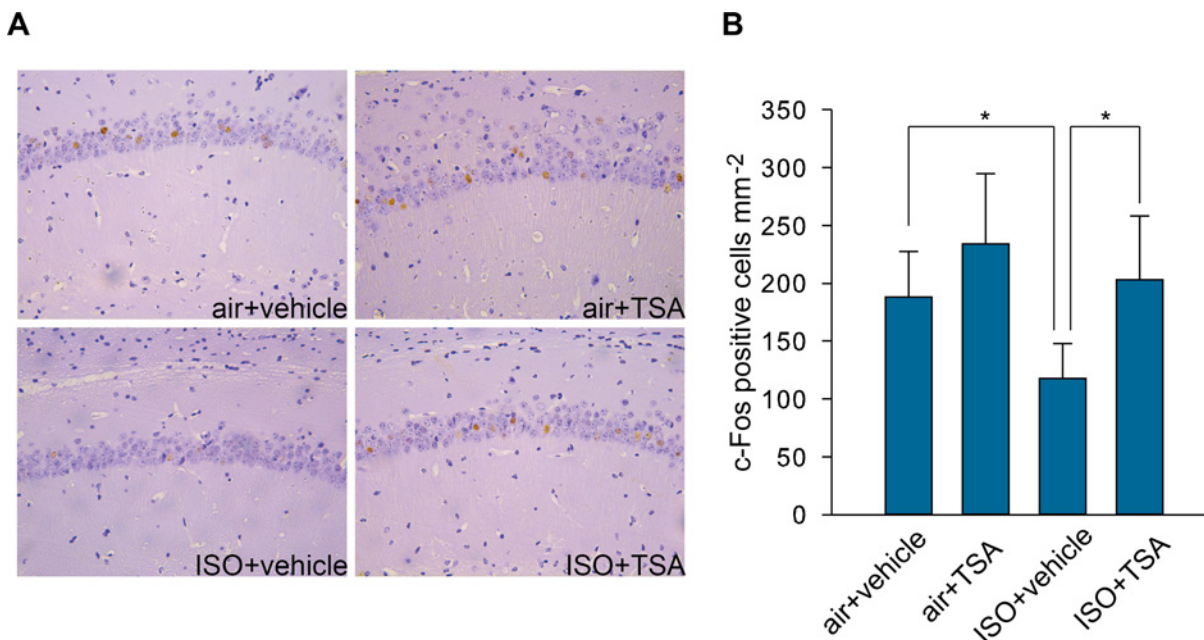 A
air+vehicle
air+TSA
ISO+vehicle
ISO+TSA
B
c-Fos positive cells mm-2
350
300
250
200
150
100
50
0
*
*
air+vehicle
air+TSA
ISO+vehicle
ISO+TSA